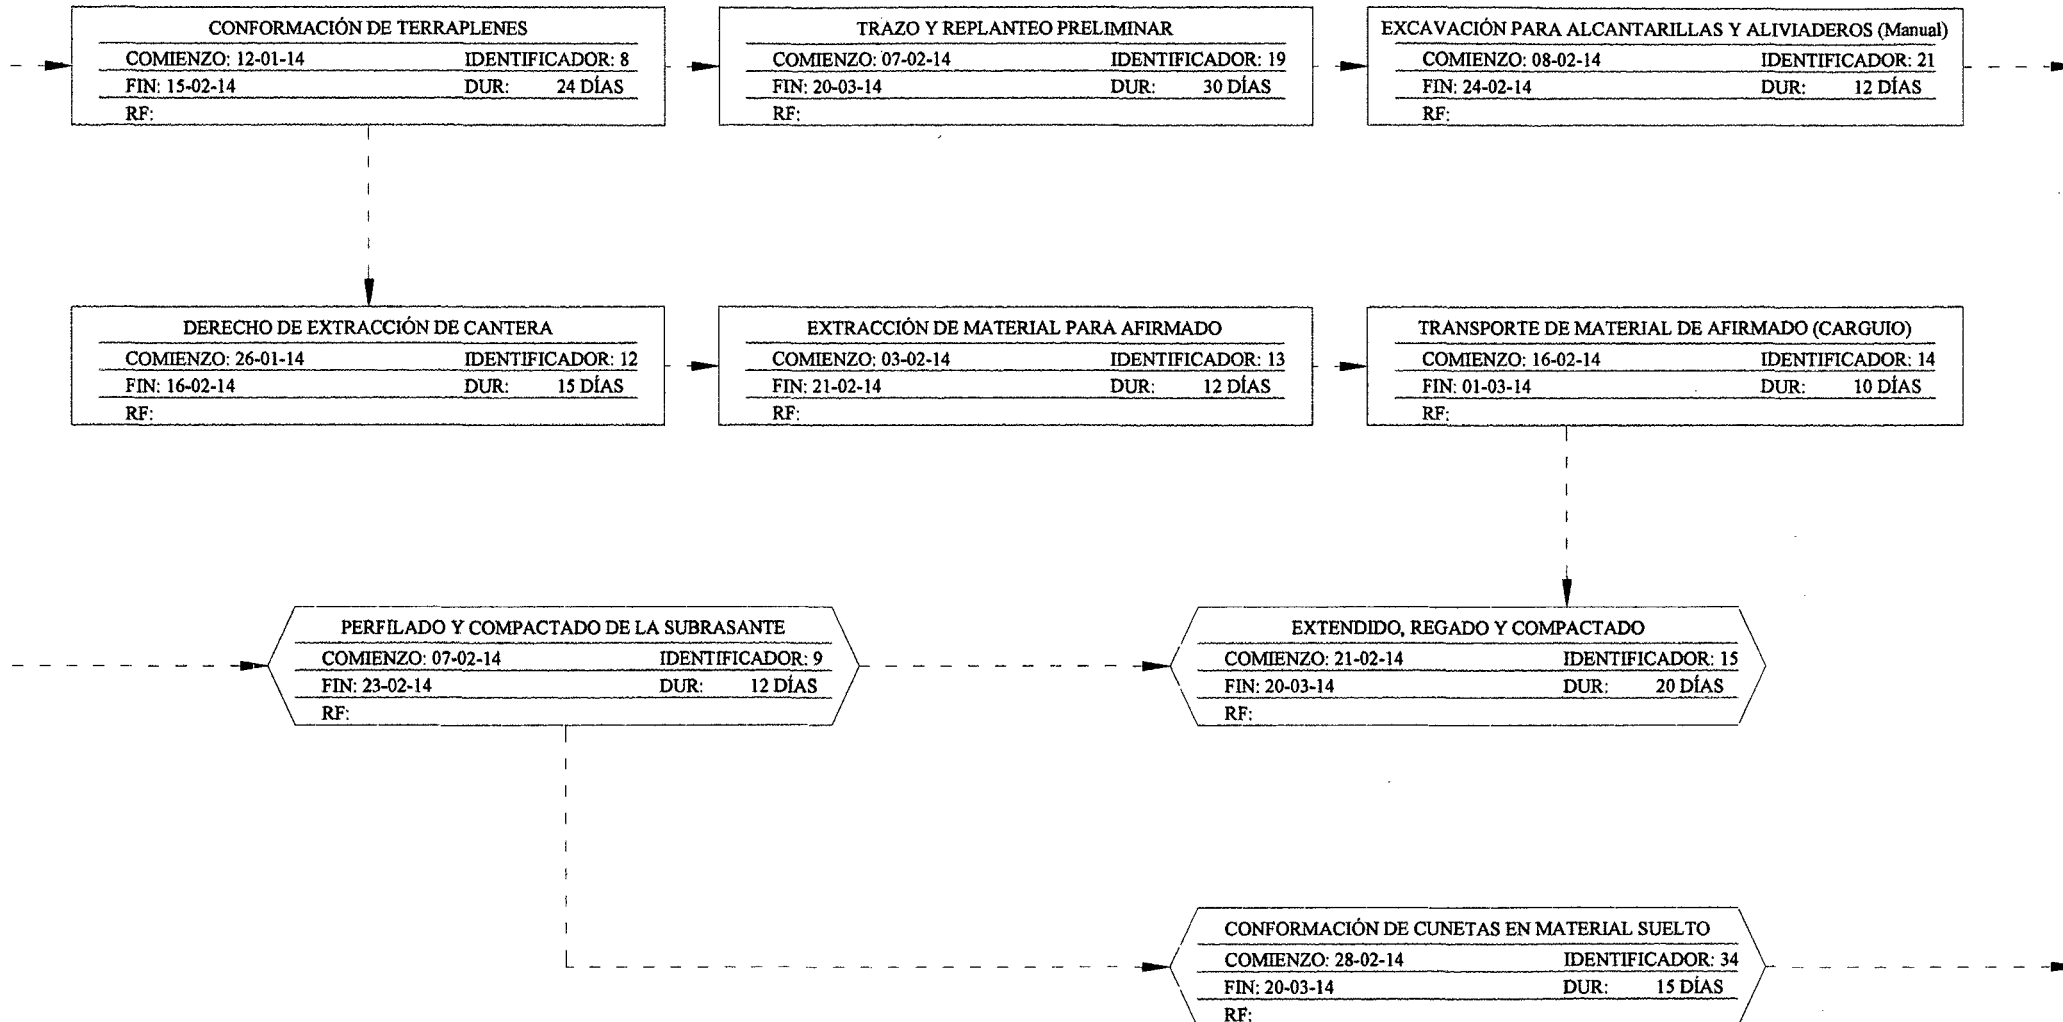 CONFORMACIÓN DE TERRAPLENES
COMIENZO: 12-01-14 IDENTIFICADOR: 8
FIN: 15-02-14 DUR: 24 DÍAS
RF:
TRAZO Y REPLANTEO PRELIMINAR
COMIENZO: 07-02-14 IDENTIFICADOR: 19
FIN: 20-03-14 DUR: 30 DÍAS
RF:
EXCAVACIÓN PARA ALCANTARILLAS Y ALIVIADEROS (Manual)
COMIENZO: 08-02-14 IDENTIFICADOR: 21
FIN: 24-02-14 DUR: 12 DÍAS
RF:
DERECHO DE EXTRACCIÓN DE CANTERA
COMIENZO: 26-01-14 IDENTIFICADOR: 12
FIN: 16-02-14 DUR: 15 DÍAS
RF:
EXTRACCIÓN DE MATERIAL PARA AFIRMADO
COMIENZO: 03-02-14 IDENTIFICADOR: 13
FIN: 21-02-14 DUR: 12 DÍAS
RF:
TRANSPORTE DE MATERIAL DE AFIRMADO (CARGUIO)
COMIENZO: 16-02-14 IDENTIFICADOR: 14
FIN: 01-03-14 DUR: 10 DÍAS
RF:
PERFILADO Y COMPACTADO DE LA SUBRASANTE
COMIENZO: 07-02-14 IDENTIFICADOR: 9
FIN: 23-02-14 DUR: 12 DÍAS
RF:
EXTENDIDO, REGADO Y COMPACTADO
COMIENZO: 21-02-14 IDENTIFICADOR: 15
FIN: 20-03-14 DUR: 20 DÍAS
RF:
CONFORMACIÓN DE CUNETAS EN MATERIAL SUELTO
COMIENZO: 28-02-14 IDENTIFICADOR: 34
FIN: 20-03-14 DUR: 15 DÍAS
RF: